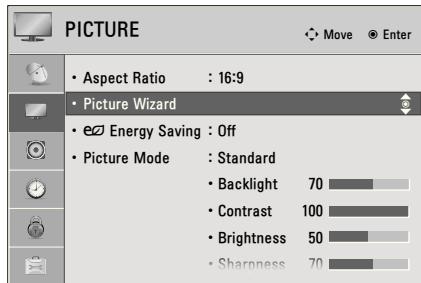 PICTURE
Move Enter
• Aspect Ratio : 16:9
• Picture Wizard
• eco Energy Saving : Off
• Picture Mode : Standard
• Backlight 70
• Contrast 100
• Brightness 50
• Sharpness 70